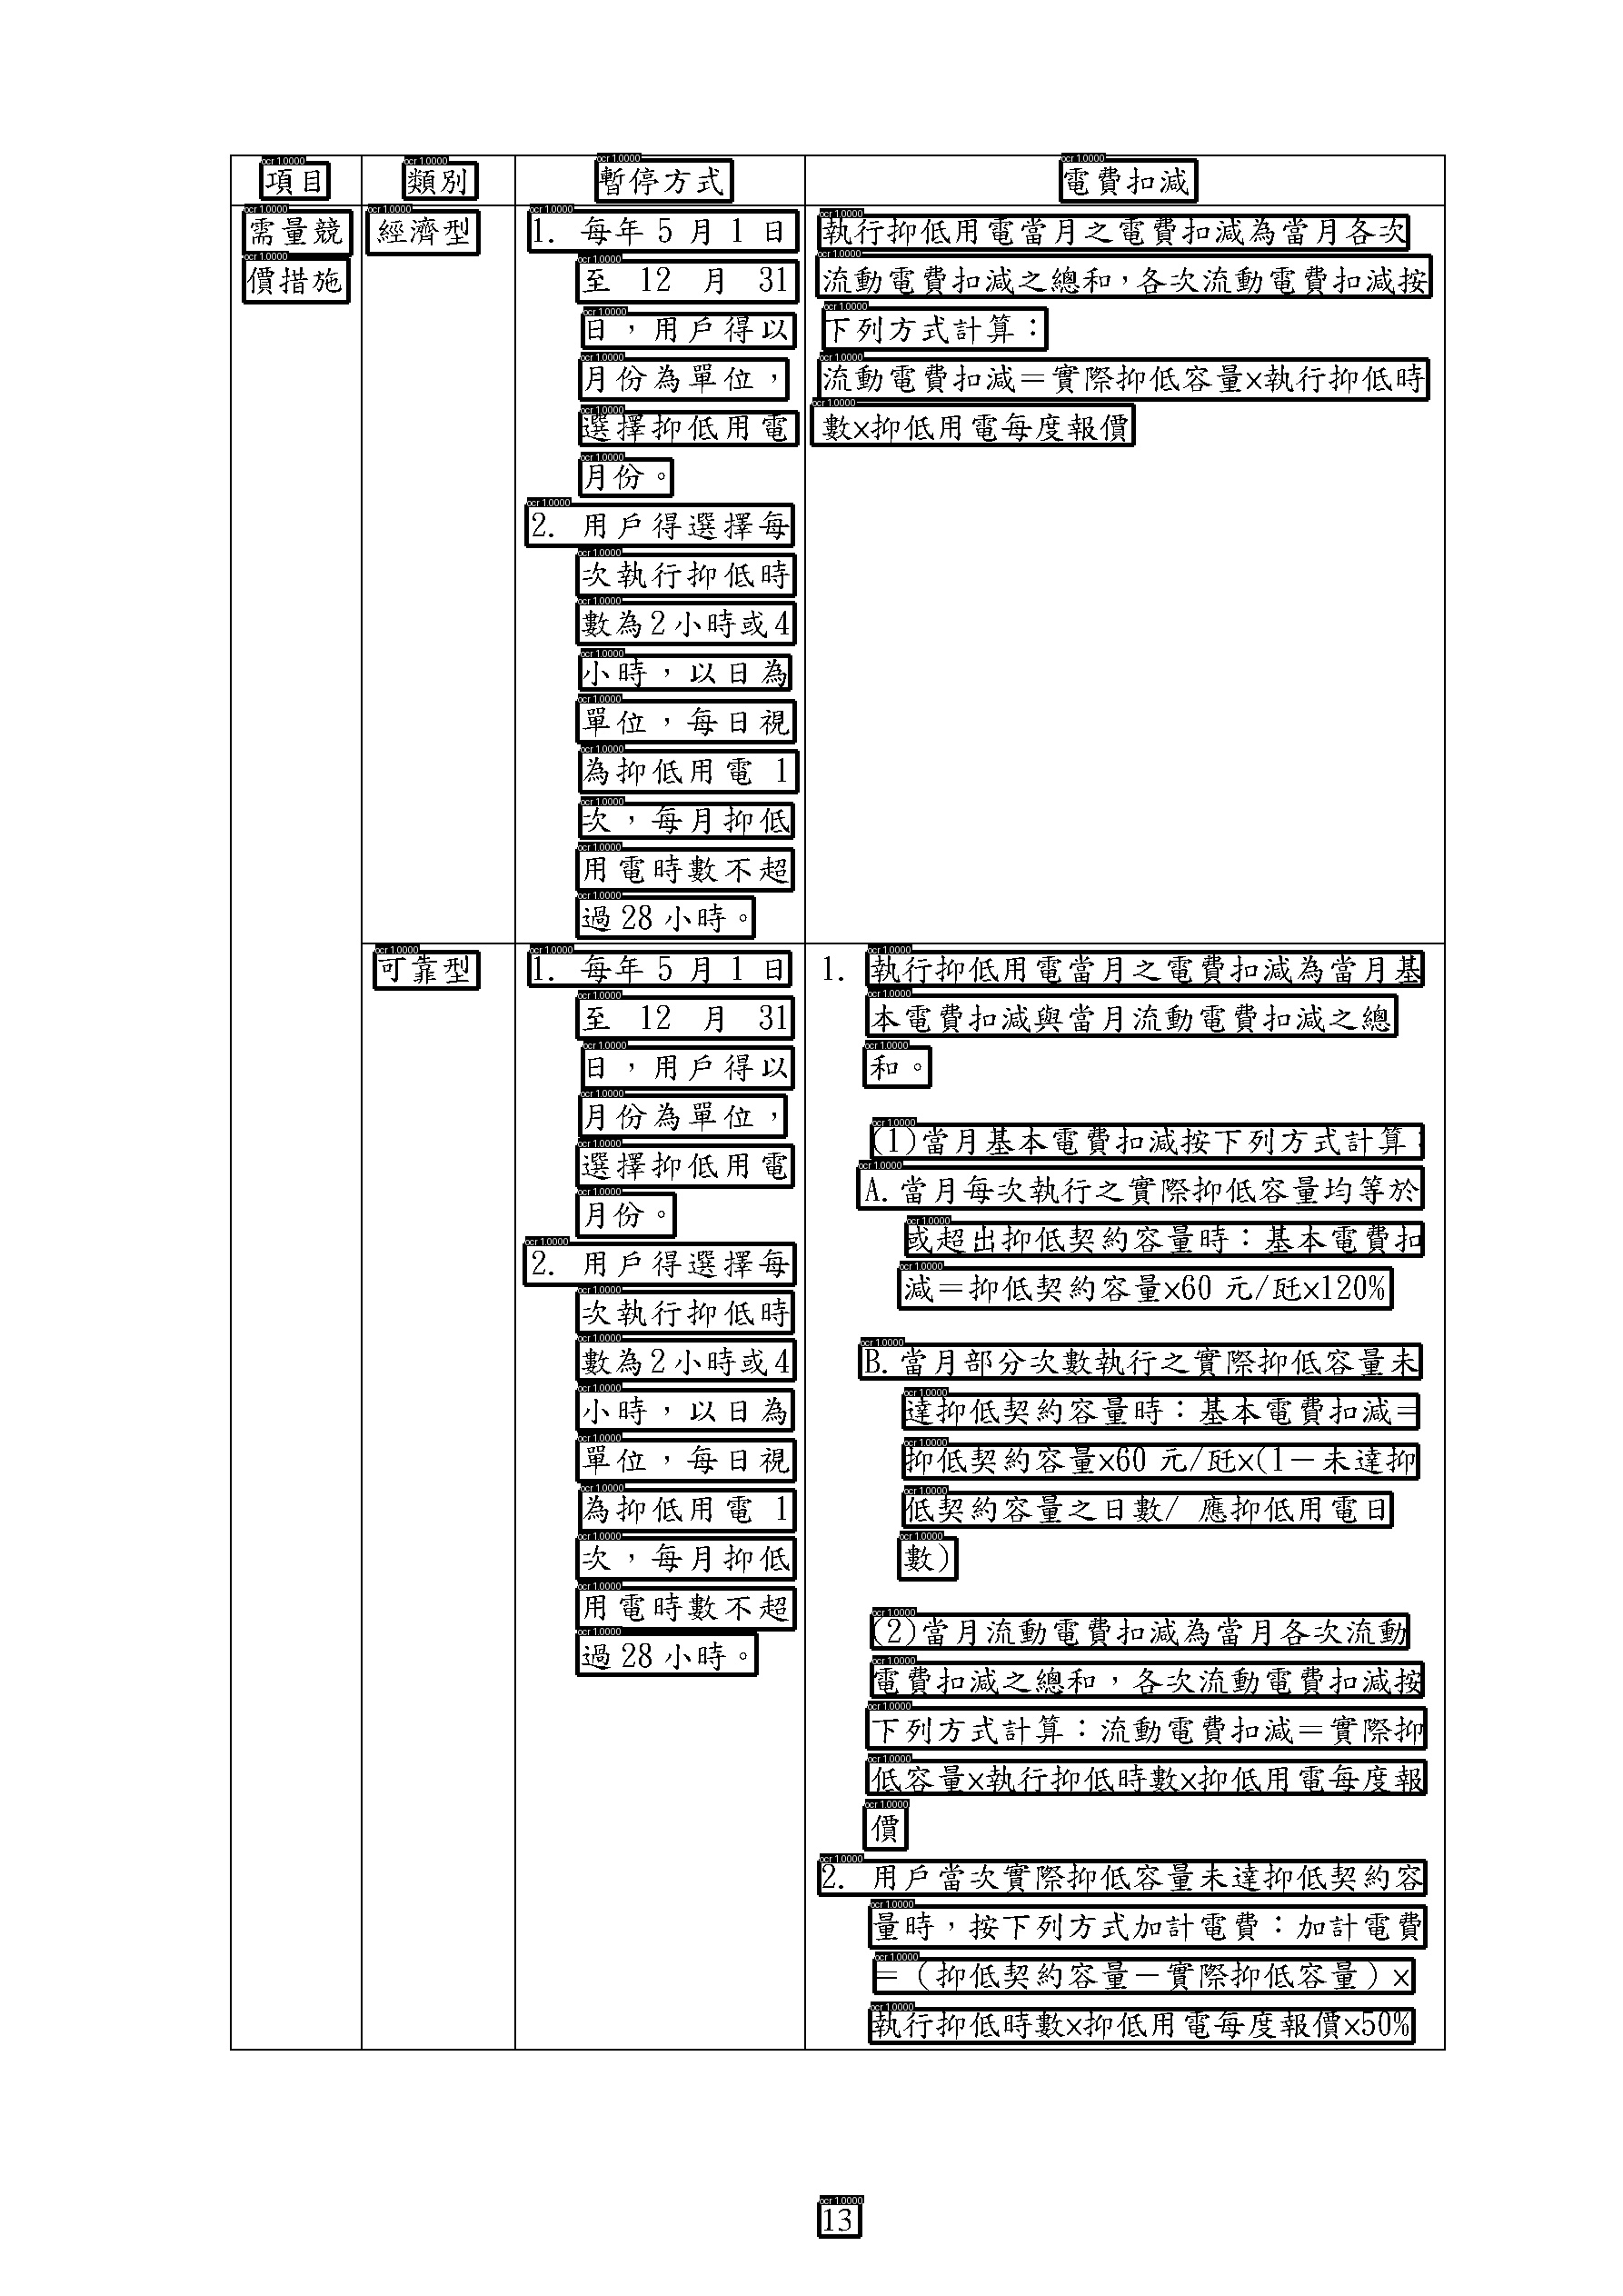 項目 類別 暫停方式 電費扣減
需量競
價措施
經濟型
1. 每年 5 月 1 日
至 12 月 31
日，用戶得以
月份為單位，
選擇抑低用電
月份。
2. 用戶得選擇每
次執行抑低時
數為2小時或4
小時，以日為
單位，每日視
為抑低用電 1
次，每月抑低
用電時數不超
過28小時。
執行抑低用電當月之電費扣減為當月各次
流動電費扣減之總和，各次流動電費扣減按
下列方式計算：
流動電費扣減＝實際抑低容量×執行抑低時
數×抑低用電每度報價
可靠型
1. 每年 5 月 1 日
至 12 月 31
日，用戶得以
月份為單位，
選擇抑低用電
月份。
2. 用戶得選擇每
次執行抑低時
數為2小時或4
小時，以日為
單位，每日視
為抑低用電 1
次，每月抑低
用電時數不超
過28小時。
1. 執行抑低用電當月之電費扣減為當月基
本電費扣減與當月流動電費扣減之總
和。
(1)當月基本電費扣減按下列方式計算：
A.當月每次執行之實際抑低容量均等於
或超出抑低契約容量時：基本電費扣
減＝抑低契約容量×60 元/瓩×120%
B.當月部分次數執行之實際抑低容量未
達抑低契約容量時：基本電費扣減＝
抑低契約容量×60 元/瓩×(1－未達抑
低契約容量之日數/ 應抑低用電日
數)
(2)當月流動電費扣減為當月各次流動
電費扣減之總和，各次流動電費扣減按
下列方式計算：流動電費扣減＝實際抑
低容量×執行抑低時數×抑低用電每度報
價
2. 用戶當次實際抑低容量未達抑低契約容
量時，按下列方式加計電費：加計電費
＝（抑低契約容量－實際抑低容量）×
執行抑低時數×抑低用電每度報價×50%
13